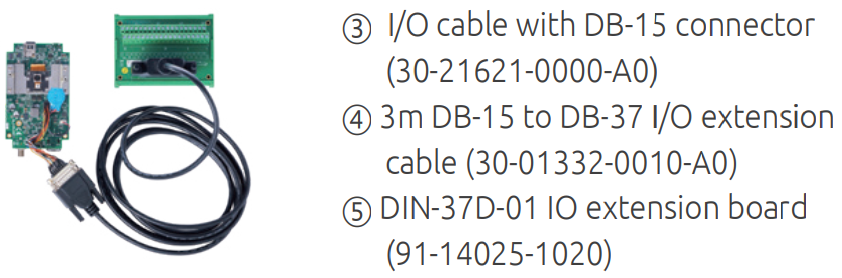 ③ I/O cable with DB-15 connector
(30-21621-0000-A0)
④ 3m DB-15 to DB-37 I/O extension
cable (30-01332-0010-A0)
⑤ DIN-37D-01 IO extension board
(91-14025-1020)